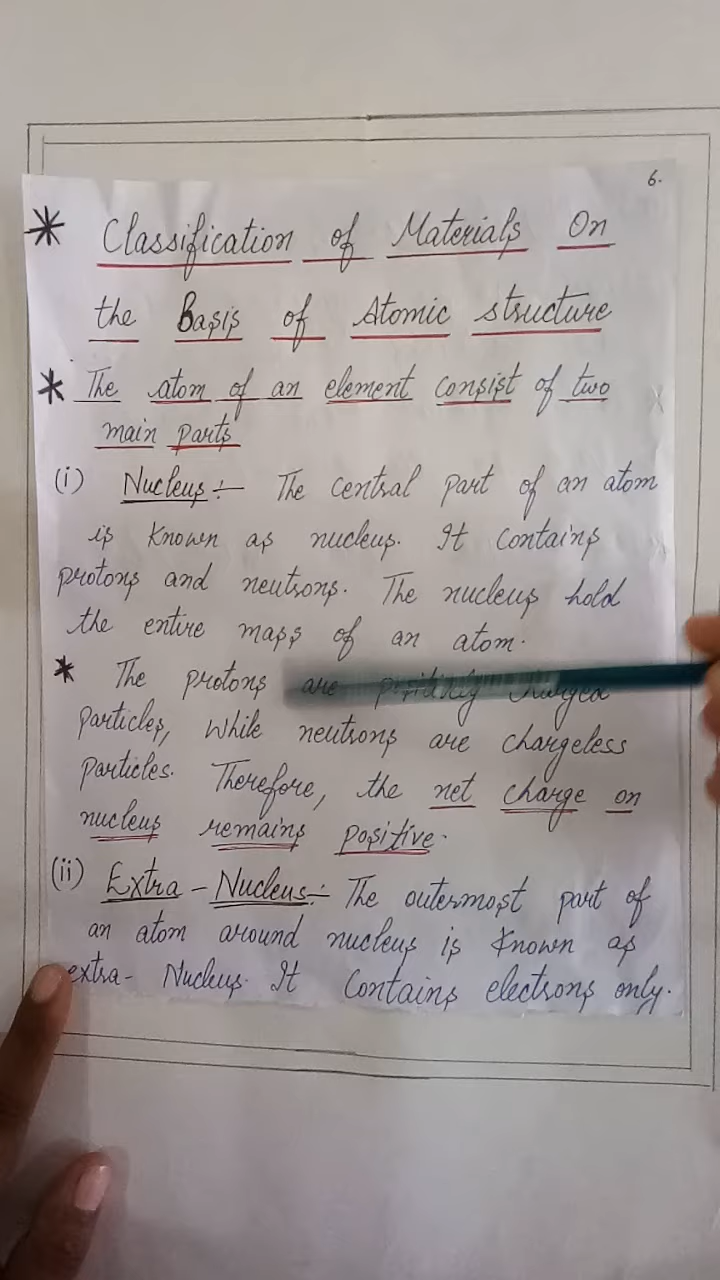 6.
* Classification of Materials On
the Basis of Atomic structure
* The atom of an element consist of two
main parts
(i) Nucleus:- The central part of an atom
is known as nucleus. It contains
protons and neutrons. The nucleus hold
the entire mass of an atom.
* The protons are
particles, while neutrons are chargeless
particles. Therefore, the net charge on
nucleus remains positive.
(ii) Extra-Nucleus:- The outermost part of
an atom around nucleus is known as
extra-Nucleus. It contains electrons only.